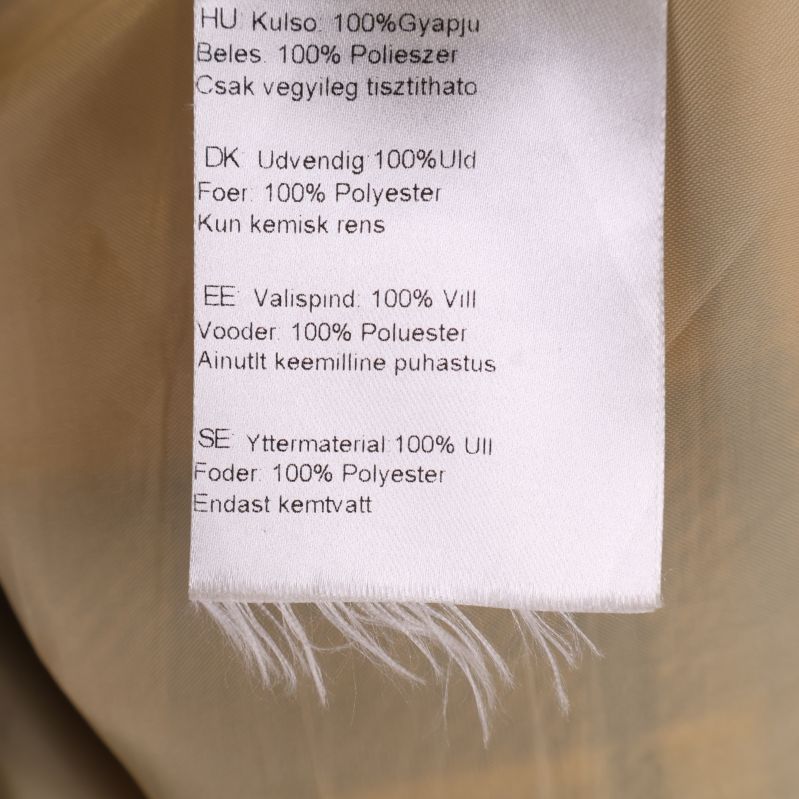 HU: Kulso: 100%Gyapju
Beles: 100% Polieszer
Csak vegyileg tisztithato
DK: Udvendig:100%Uld
Foer: 100% Polyester
Kun kemisk rens
EE: Valispind: 100% Vill
Vooder: 100% Poluester
Ainutlt keemilline puhastus
SE: Yttermaterial:100% Ull
Foder: 100% Polyester
Endast kemtvatt